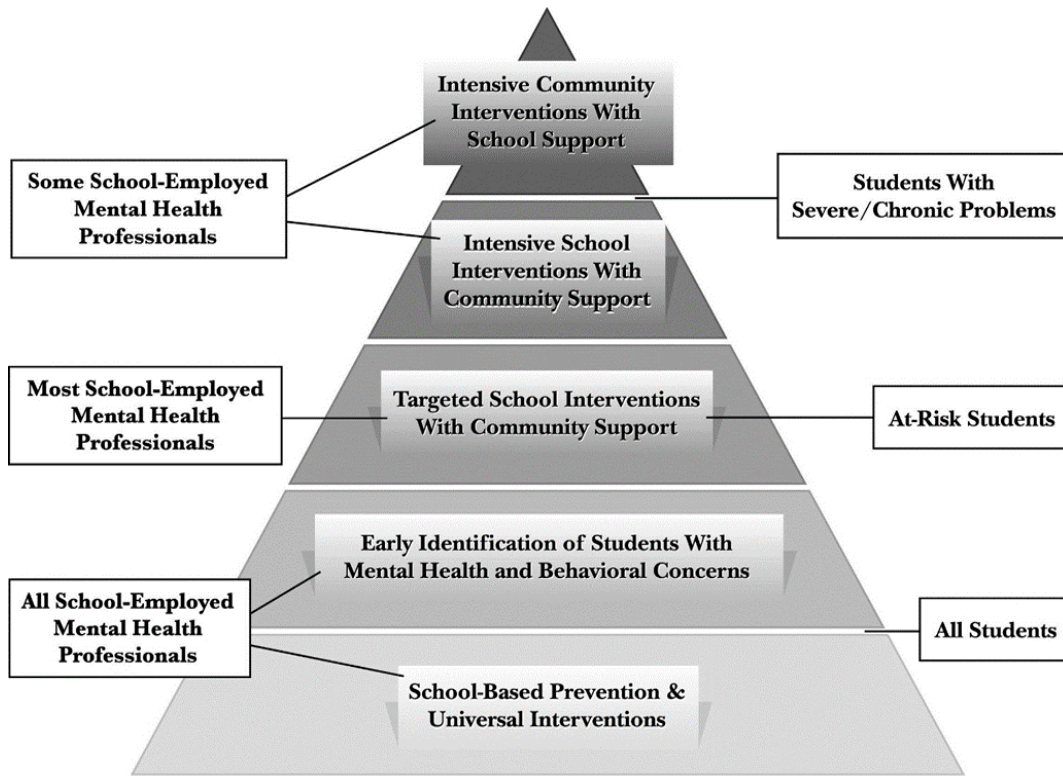 Intensive Community
Interventions With
School Support
Some School-Employed
Mental Health
Professionals
Students With
Severe/Chronic Problems
Intensive School
Interventions With
Community Support
Most School-Employed
Mental Health
Professionals
Targeted School Interventions
With Community Support
At-Risk Students
Early Identification of Students With
Mental Health and Behavioral Concerns
All School-Employed
Mental Health
Professionals
All Students
School-Based Prevention &
Universal Interventions